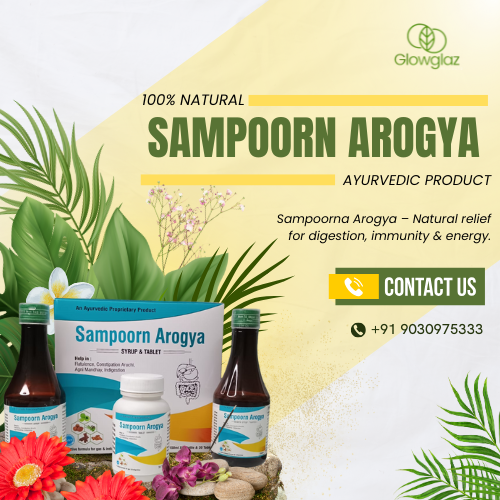 Glowglaz
100% NATURAL
SAMPOORN AROGYA
AYURVEDIC PRODUCT
Sampoorna Arogya – Natural relief
for digestion, immunity & energy.
CONTACT US
+91 9030975333
An Ayurvedic Proprietary Product
Sampoorn Arogya
SYRUP & TABLET
Help in :
Flatulence, Constipation Aruchi,
Agni Mandhay, Indigestion
Sampoorn Arogya
Sampoorn Arogya
Sampoorn Arogya